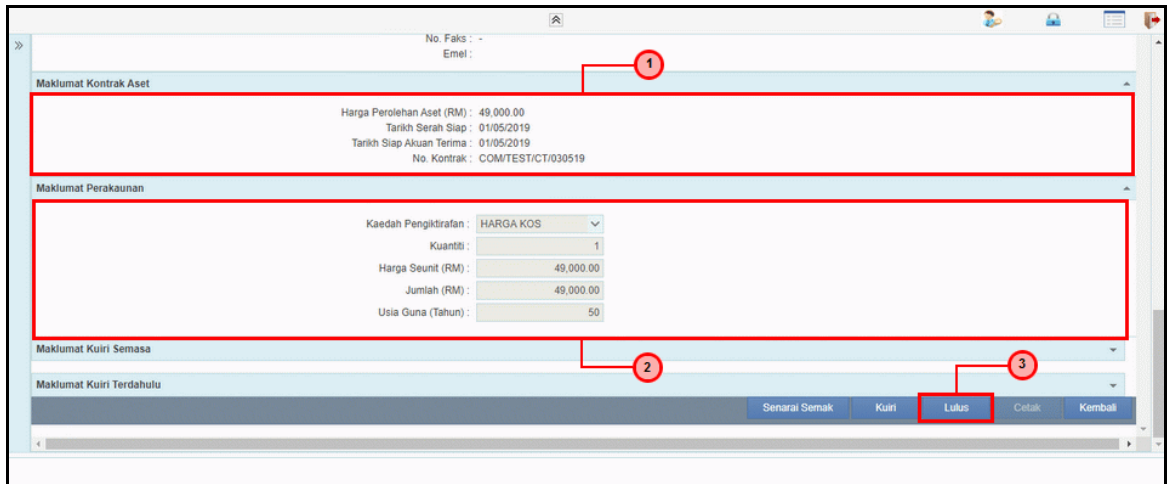 No. Faks : -
Emel :
1
Maklumat Kontrak Aset
Harga Perolehan Aset (RM) : 49,000.00
Tarikh Serah Siap : 01/05/2019
Tarikh Siap Akuan Terima : 01/05/2019
No. Kontrak : COM/TEST/CT/030519
Maklumat Perakaunan
Kaedah Pengiktirafan : HARGA KOS
Kuantiti : 1
Harga Seunit (RM) : 49,000.00
Jumlah (RM) : 49,000.00
Usia Guna (Tahun) : 50
Maklumat Kuiri Semasa
2
3
Maklumat Kuiri Terdahulu
Senarai Semak Kuiri Lulus Cetak Kembali